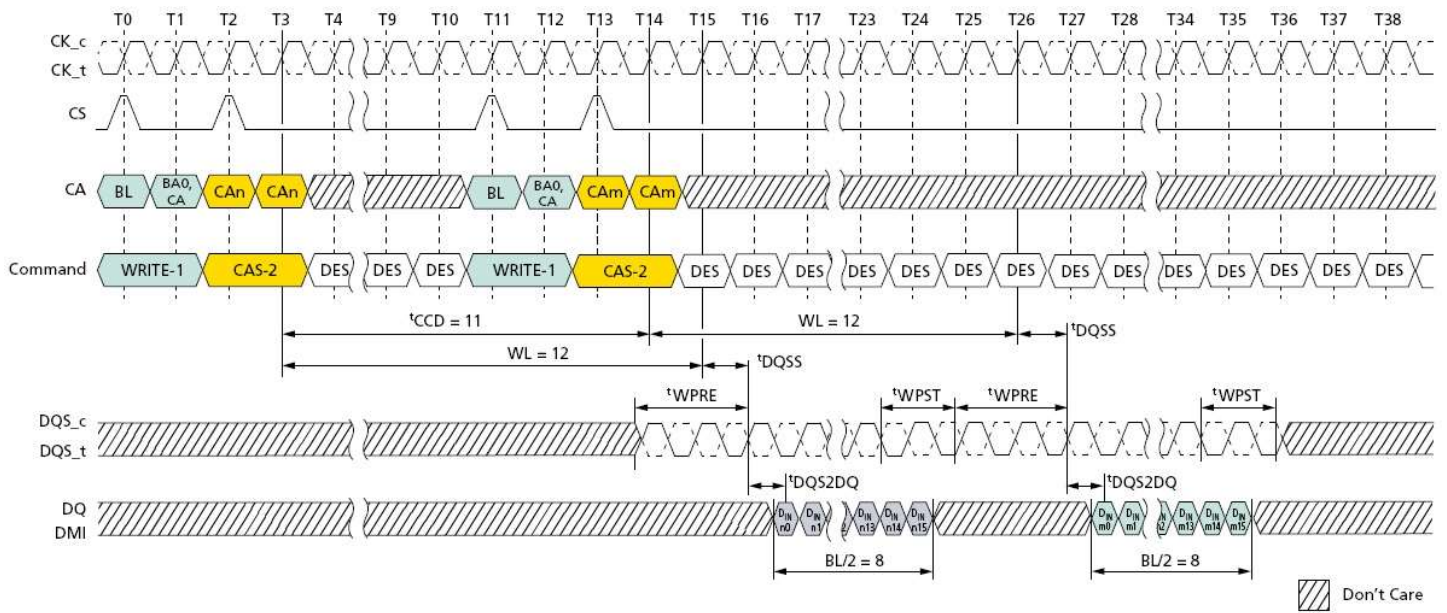 T0 T1 T2 T3 T4 T9 T10 T11 T12 T13 T14 T15 T16 T17 T23 T24 T25 T26 T27 T28 T34 T35 T36 T37 T38
CK_c
CK_t
CS
CA BL BA0, CA CAn CAn BL BA0, CA CAm CAm
Command WRITE-1 CAS-2 DES DES DES WRITE-1 CAS-2 DES DES DES DES DES DES DES DES DES DES DES DES DES DES
tCCD = 11 WL = 12 tDQSS
WL = 12 tDQSS
tWPRE tWPST tWPRE tWPST
DQS_c
DQS_t
tDQS2DQ tDQS2DQ
DQ DIN n0 DIN n1 DIN n13 DIN n14 DIN n15 DIN m0 DIN m1 DIN m13 DIN m14 DIN m15
DMI
BL/2 = 8 BL/2 = 8
Don't Care